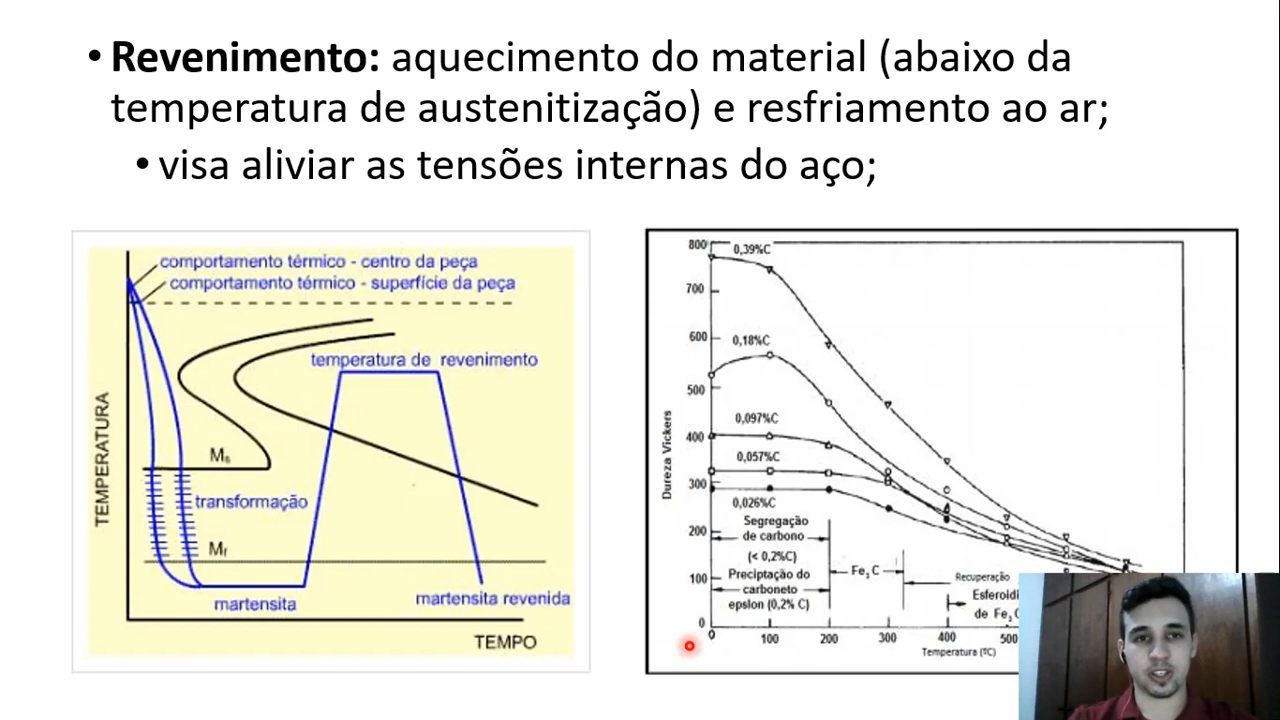 • Revenimento: aquecimento do material (abaixo da
temperatura de austenitização) e resfriamento ao ar;
• visa aliviar as tensões internas do aço;
comportamento térmico - centro da peça
comportamento térmico - superfície da peça
temperatura de revenimento
TEMPERATURA
Ms
transformação
Mf
martensita
martensita revenida
TEMPO
800
700
600
500
400
300
200
100
0
Dureza Vickers
0,39%C
0,18%C
0,097%C
0,057%C
0,026%C
Segregação
de carbono
(< 0,2%C)
Preciptação do
carboneto
epslon (0,2% C)
Fe3C
Recuperação
Esferoidi
de Fe3C
0 100 200 300 400 500
Temperatura (ºC)